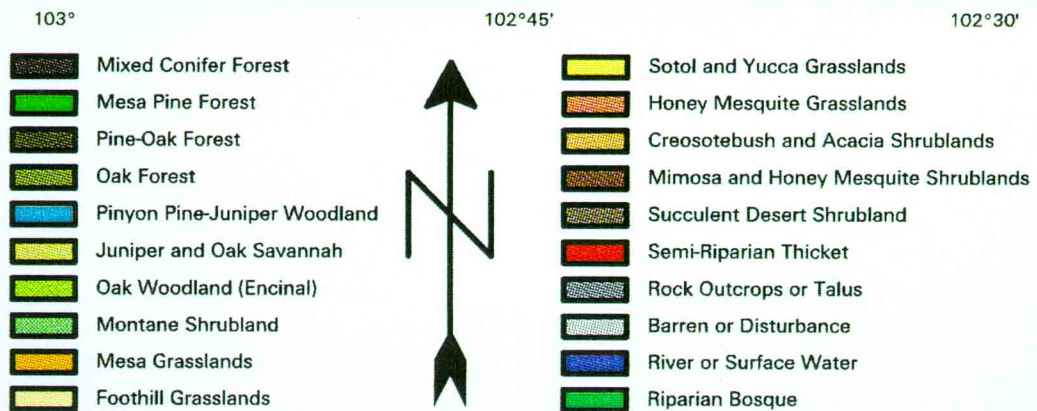 103°
102°45'
102°30'
Mixed Conifer Forest
Mesa Pine Forest
Pine-Oak Forest
Oak Forest
Pinyon Pine-Juniper Woodland
Juniper and Oak Savannah
Oak Woodland (Encinal)
Montane Shrubland
Mesa Grasslands
Foothill Grasslands
N
Sotol and Yucca Grasslands
Honey Mesquite Grasslands
Creosotebush and Acacia Shrublands
Mimosa and Honey Mesquite Shrublands
Succulent Desert Shrubland
Semi-Riparian Thicket
Rock Outcrops or Talus
Barren or Disturbance
River or Surface Water
Riparian Bosque